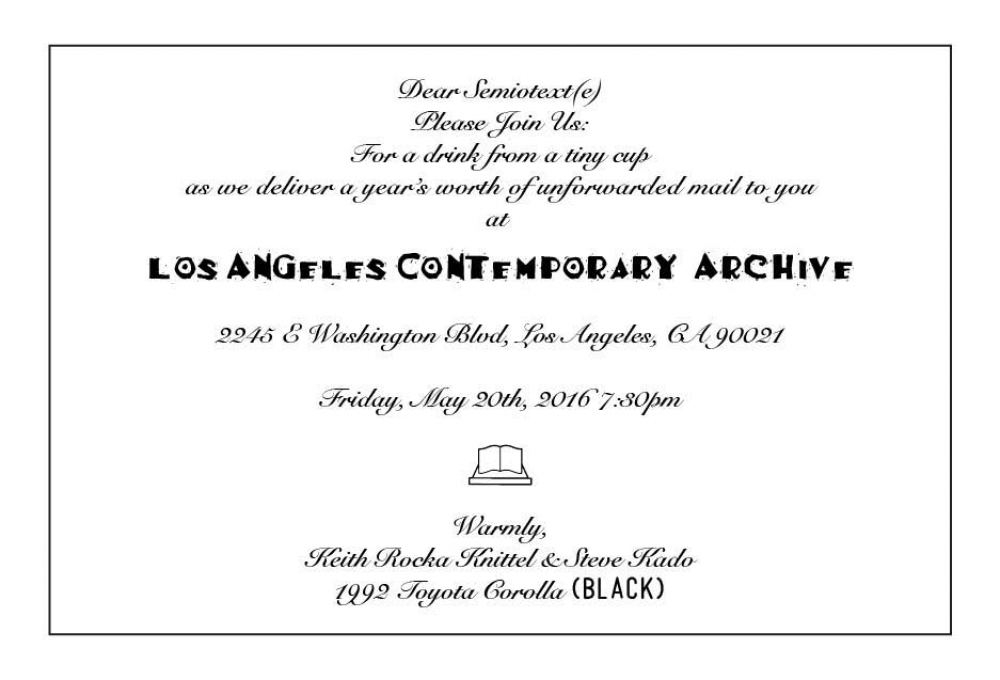 Dear Semiotext(e)
Please Join Us:
For a drink from a tiny cup
as we deliver a year's worth of unforwarded mail to you
at
LOS ANGELES CONTEMPORARY ARCHIVE
2245 E Washington Blvd, Los Angeles, CA 90021
Friday, May 20th, 2016 7:30pm
Warmly,
Keith Rocka Knittel & Steve Kado
1992 Toyota Corolla (BLACK)